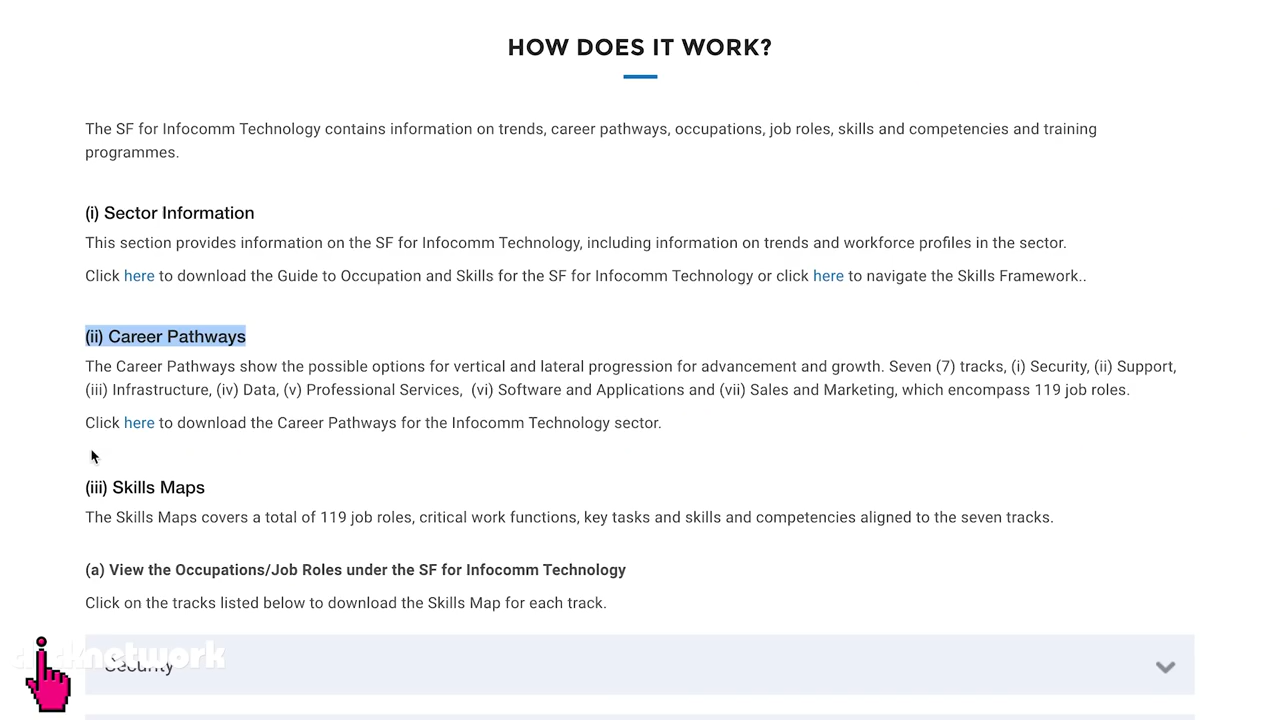 HOW DOES IT WORK?
The SF for Infocomm Technology contains information on trends, career pathways, occupations, job roles, skills and competencies and training
programmes.
(i) Sector Information
This section provides information on the SF for Infocomm Technology, including information on trends and workforce profiles in the sector.
Click here to download the Guide to Occupation and Skills for the SF for Infocomm Technology or click here to navigate the Skills Framework..
(ii) Career Pathways
The Career Pathways show the possible options for vertical and lateral progression for advancement and growth. Seven (7) tracks, (i) Security, (ii) Support,
(iii) Infrastructure, (iv) Data, (v) Professional Services, (vi) Software and Applications and (vii) Sales and Marketing, which encompass 119 job roles.
Click here to download the Career Pathways for the Infocomm Technology sector.
(iii) Skills Maps
The Skills Maps covers a total of 119 job roles, critical work functions, key tasks and skills and competencies aligned to the seven tracks.
(a) View the Occupations/Job Roles under the SF for Infocomm Technology
Click on the tracks listed below to download the Skills Map for each track.
clicknetwork
Security